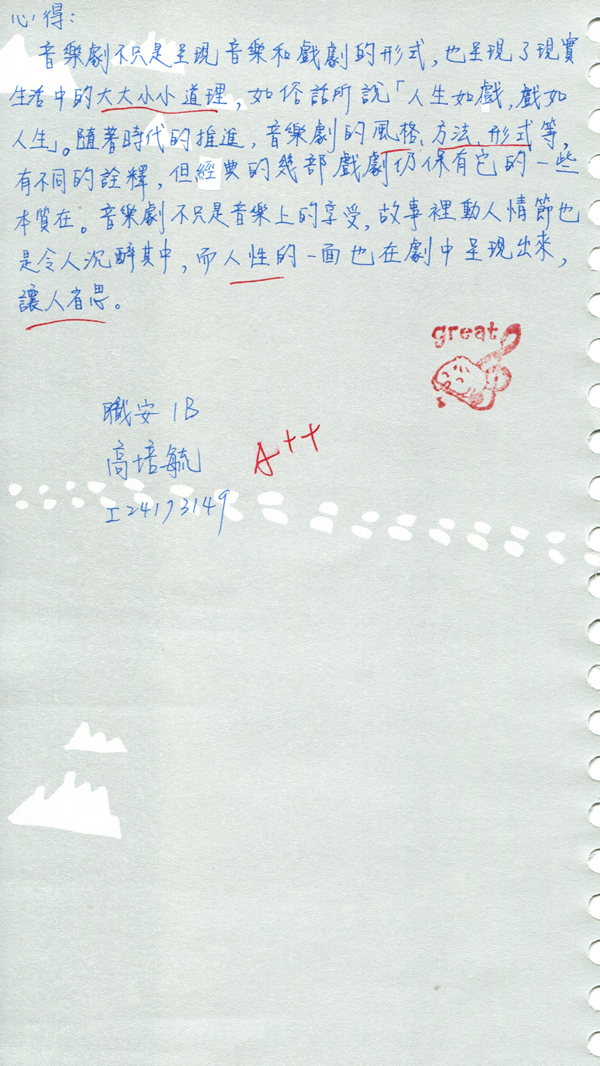 心得:
音樂劇不只是呈現音樂和戲劇的形式,也呈現了現實
生活中的大大小小道理,如俗話所說「人生如戲,戲如
人生」。隨著時代的推進,音樂劇的風格、方法、形式等,
有不同的詮釋,但經典的幾部戲劇仍保有它的一些
本質在。音樂劇不只是音樂上的享受,故事裡動人情節也
是令人沉醉其中,而人性的一面也在劇中呈現出來,
讓人省思。
great
職安1B
高培毓
A++
I24173149